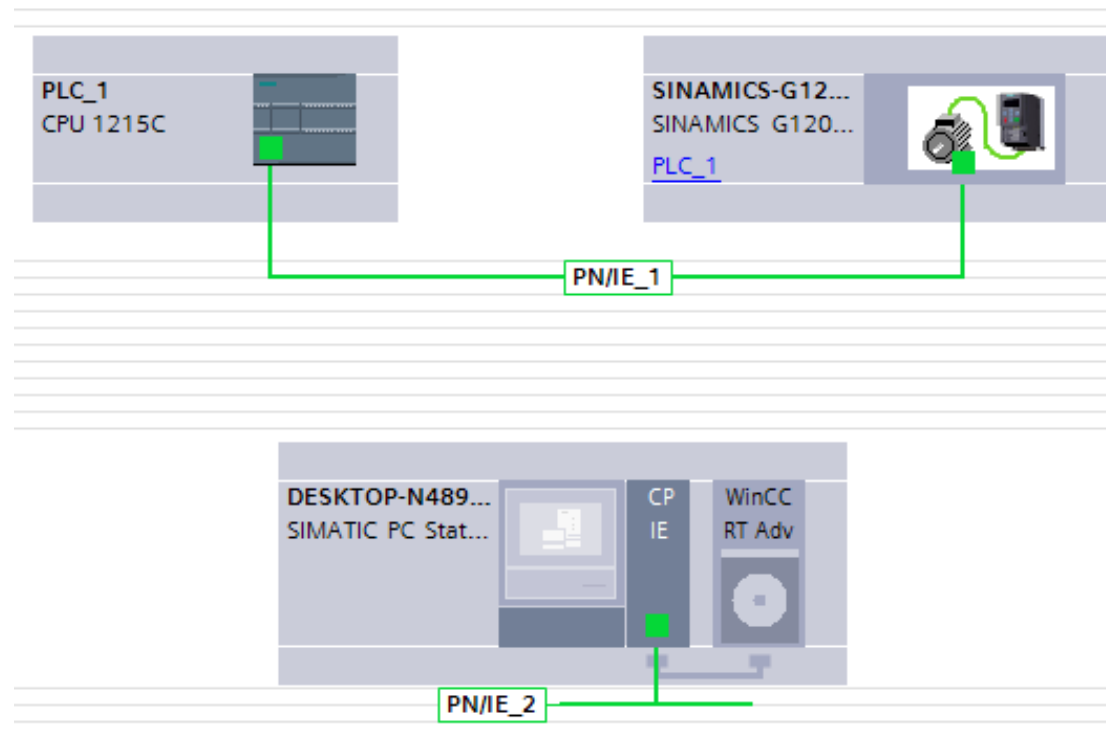 PLC_1
CPU 1215C
SINAMICS-G12...
SINAMICS G120...
PLC_1
PN/IE_1
DESKTOP-N489...
SIMATIC PC Stat...
CP
IE
WinCC
RT Adv
PN/IE_2